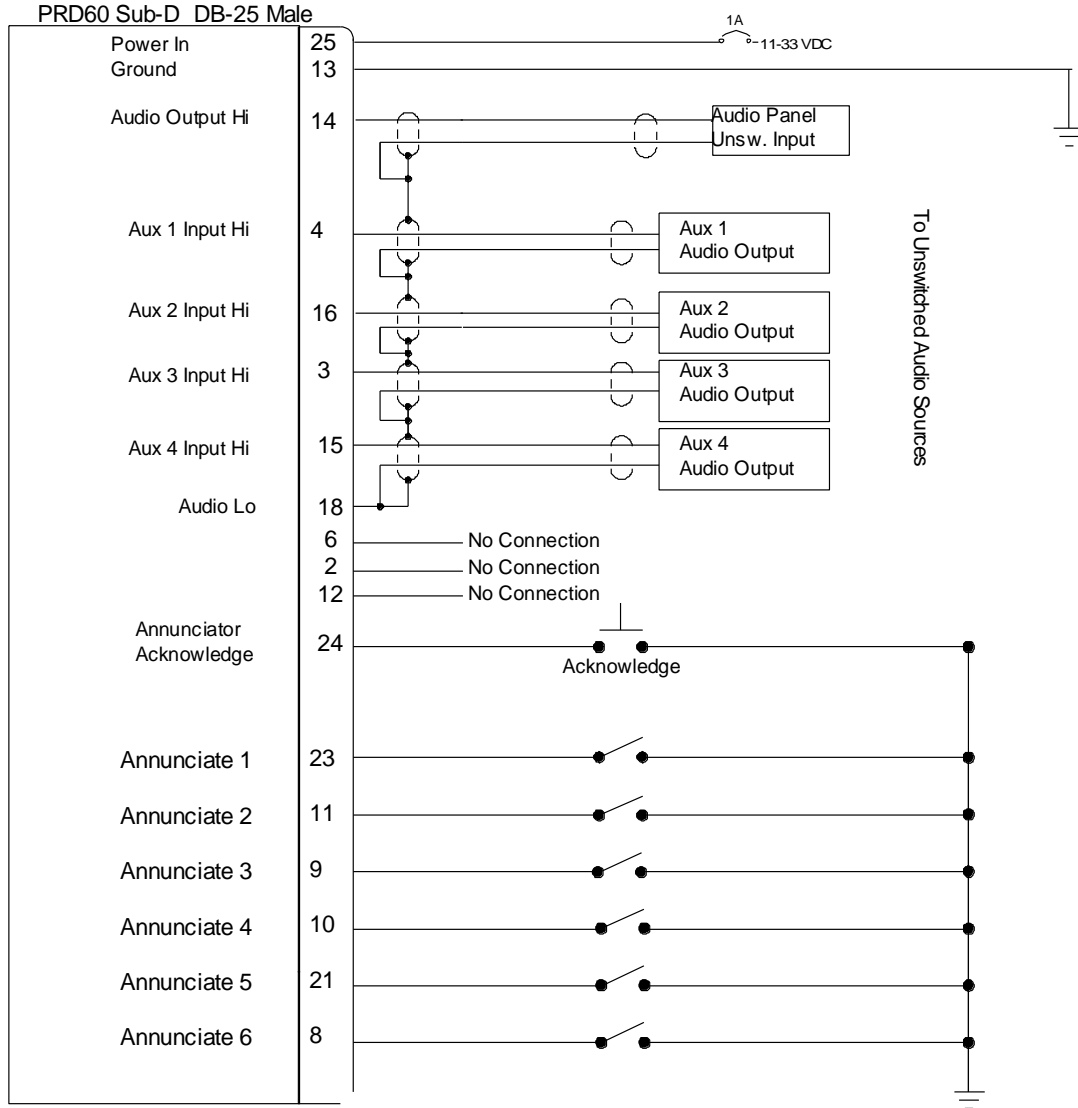 PRD60 Sub-D DB-25 Male
Power In 25 1A 11-33 VDC
Ground 13
Audio Output Hi 14 Audio Panel
Unsw. Input
Aux 1 Input Hi 4 Aux 1
Audio Output
Aux 2 Input Hi 16 Aux 2
Audio Output
Aux 3 Input Hi 3 Aux 3
Audio Output
Aux 4 Input Hi 15 Aux 4
Audio Output
To Unswitched Audio Sources
Audio Lo 18
6 No Connection
2 No Connection
12 No Connection
Annunciator
Acknowledge 24
Acknowledge
Annunciate 1 23
Annunciate 2 11
Annunciate 3 9
Annunciate 4 10
Annunciate 5 21
Annunciate 6 8